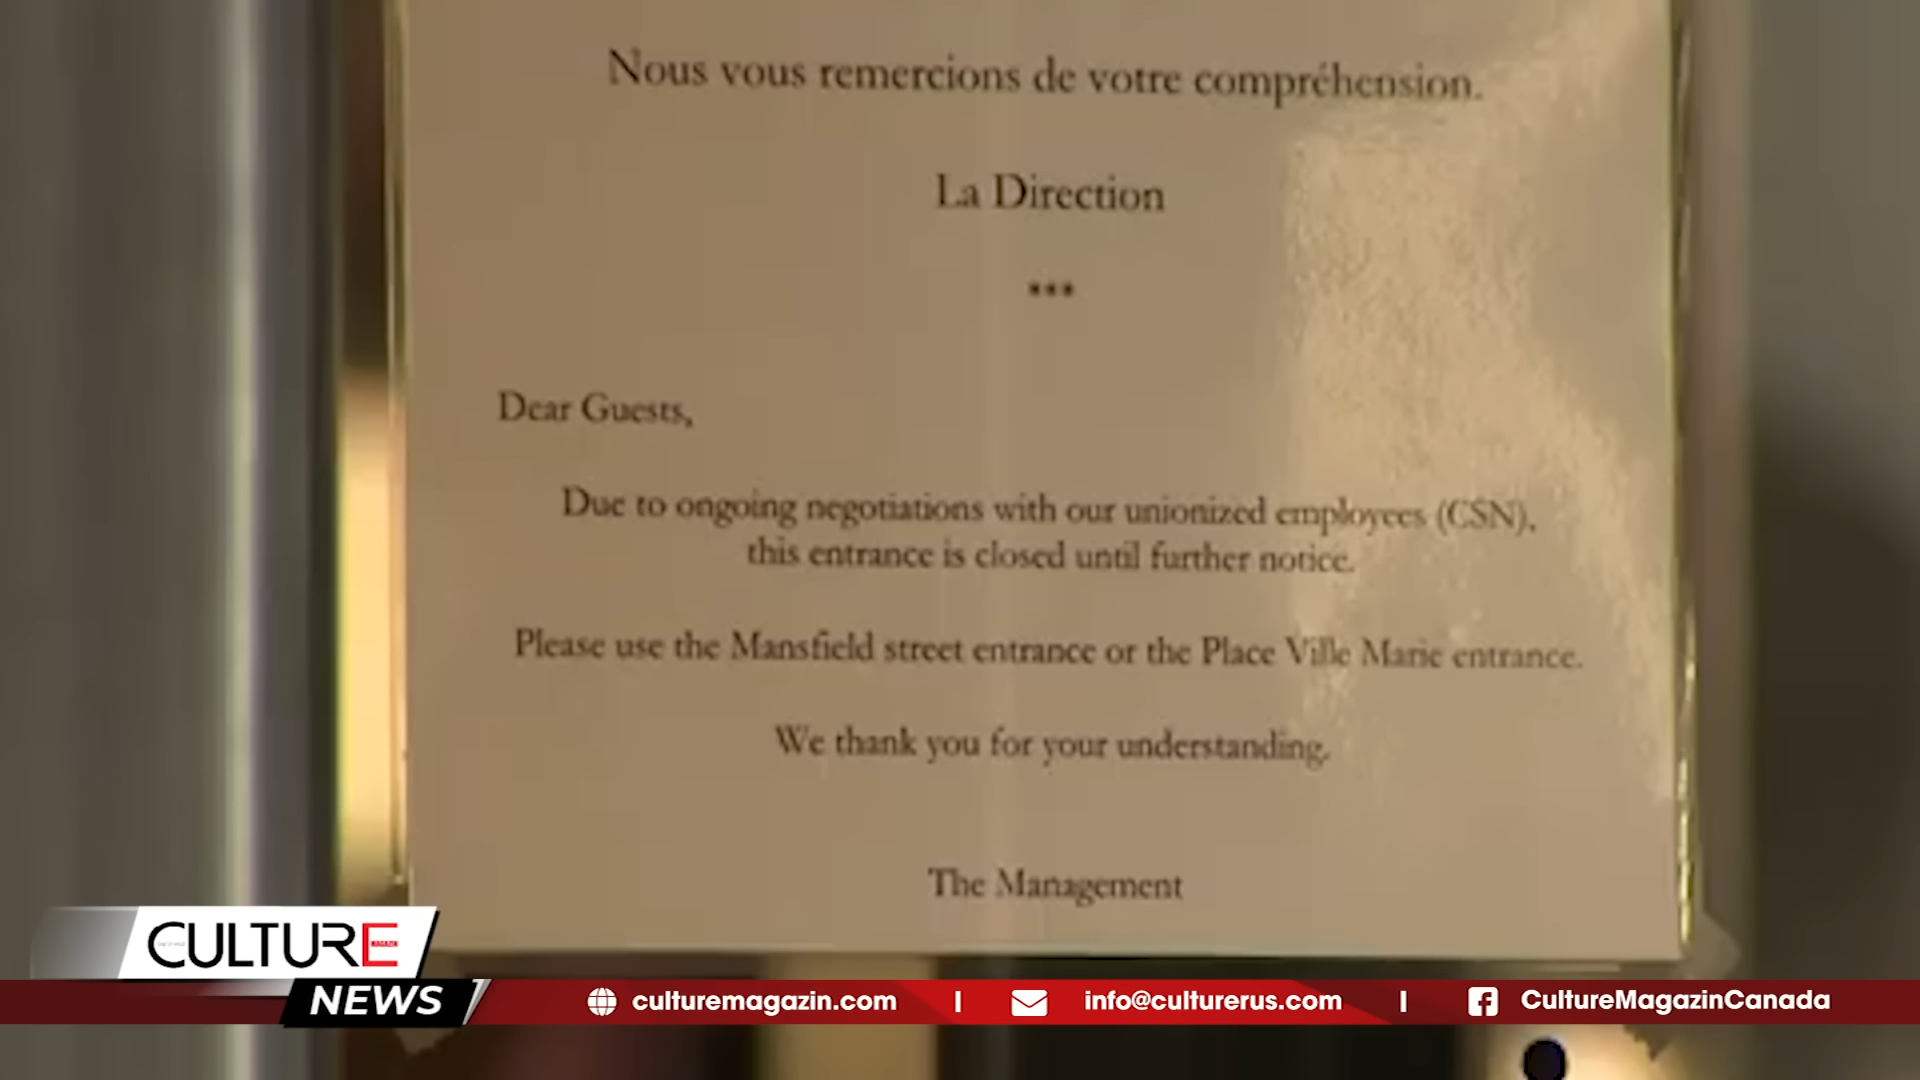 Nous vous remercions de votre compréhension.
La Direction
***
Dear Guests,
Due to ongoing negotiations with our unionized employees (CSN),
this entrance is closed until further notice.
Please use the Mansfield street entrance or the Place Ville Marie entrance.
We thank you for your understanding.
The Management
CULTURE
MAGAZIN
NEWS
culturemagazin.com | info@culturerus.com | CultureMagazinCanada